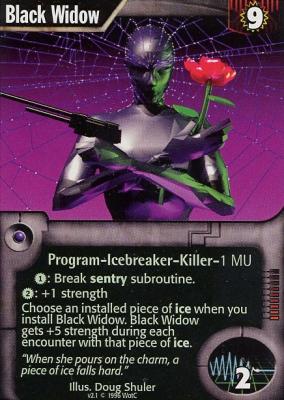 Black Widow
9
Program-Icebreaker-Killer-1 MU
1: Break sentry subroutine.
2: +1 strength
Choose an installed piece of ice when you
install Black Widow. Black Widow
gets +5 strength during each
encounter with that piece of ice.
"When she pours on the charm, a
piece of ice falls hard."
Illus. Doug Shuler
v2.1 © 1996 WotC
2